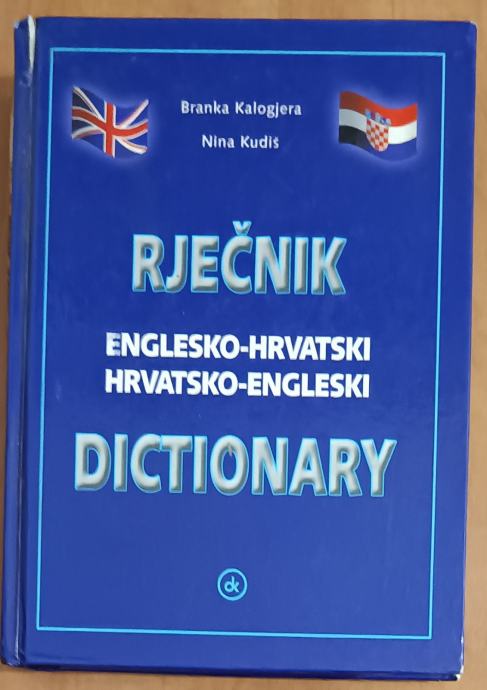 Branka Kalogjera
Nina Kudiš
RJEČNIK
ENGLESKO-HRVATSKI
HRVATSKO-ENGLESKI
DICTIONARY
dk